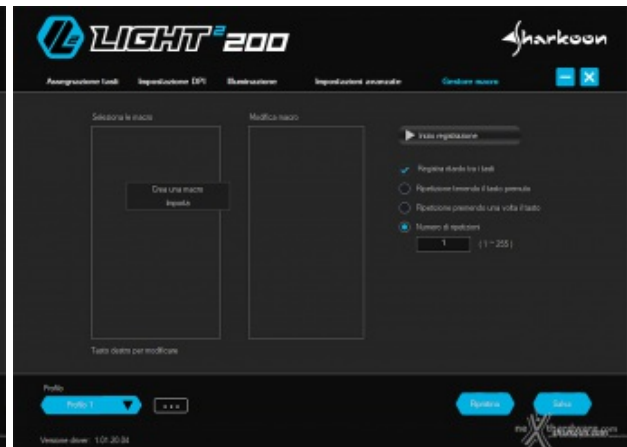 LIGHT² 200
Sharkoon
Assegnazione tasti Impostazione DPI Illuminazione Impostazioni avanzate Gestore macro
Seleziona le macro Modifica macro
Inizio registrazione
Registra ritardo tra i tasti
Crea una macro
Ripetizione tenendo il tasto premuto
Importa
Ripetizione premendo una volta il tasto
Numero di ripetizioni
1 (1 ~ 255)
Tasto destro per modificare
Profilo
Profilo 1 ... Ripristina Salva
Versione driver: 1.01.20.04